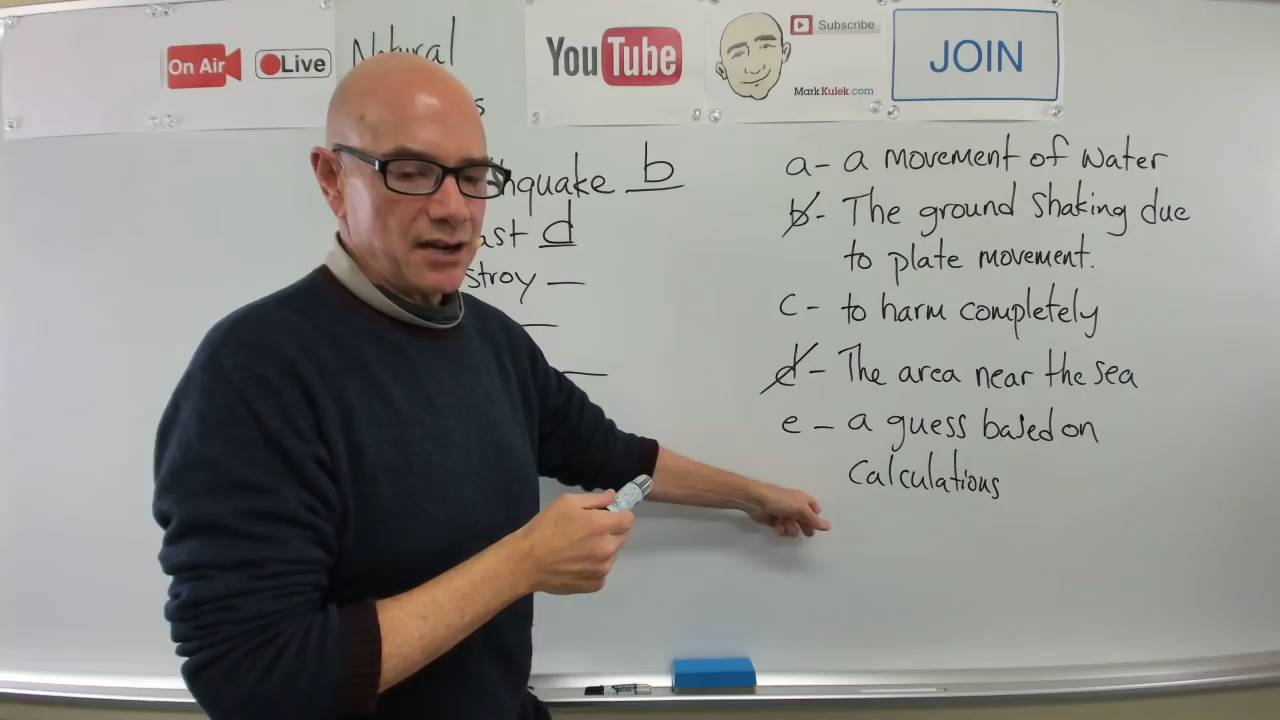 On Air
Live
Natural
s
YouTube
Subscribe
MarkKulek.com
JOIN
hquake b
ast d
stroy
a- a movement of water
b- The ground shaking due
to plate movement.
c- to harm completely
d- The area near the sea
e- a guess based on
calculations